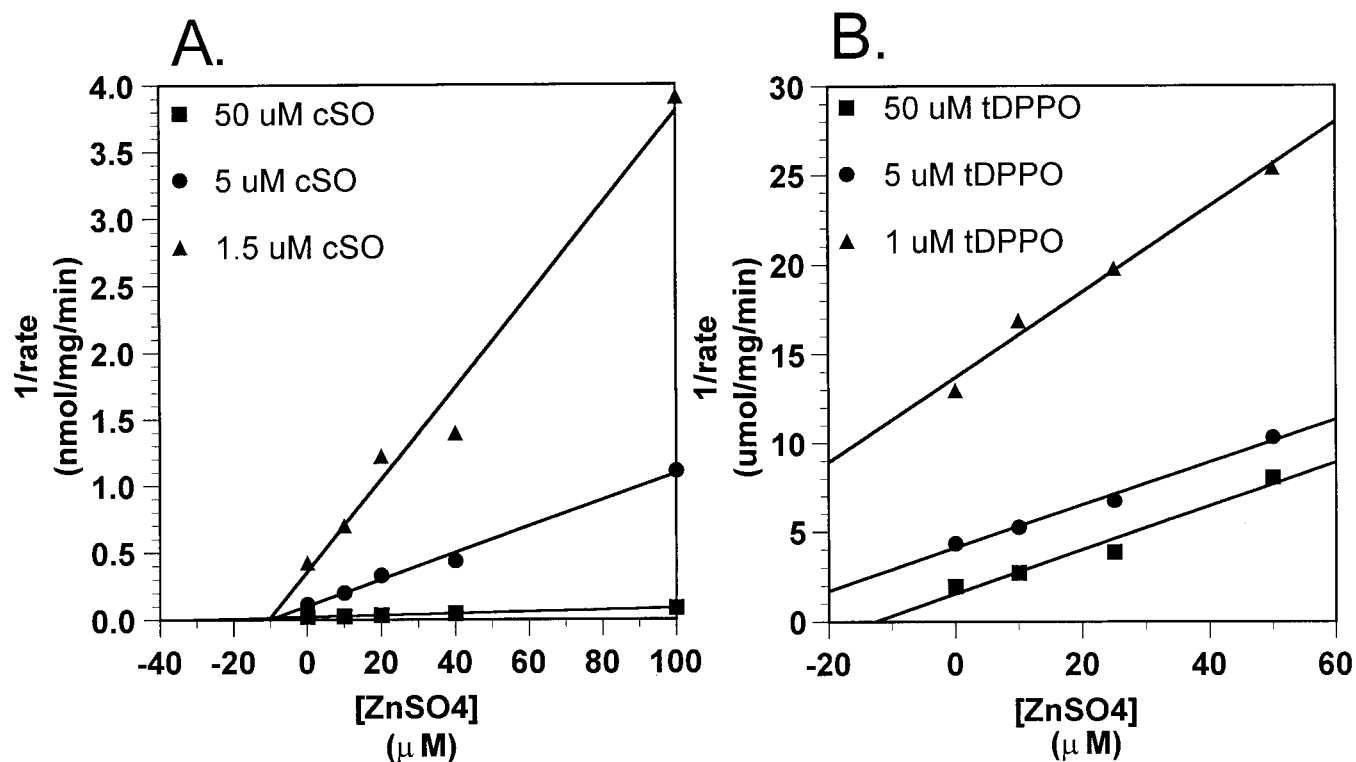 A.
4.0
3.5
3.0
2.5
2.0
1.5
1.0
0.5
0.0
-40 -20 0 20 40 60 80 100
50 uM cSO
5 uM cSO
1.5 uM cSO
1/rate
(nmol/mg/min)
[ZnSO4]
(μ M)
B.
30
25
20
15
10
5
0
-20 0 20 40 60
50 uM tDPPO
5 uM tDPPO
1 uM tDPPO
1/rate
(umol/mg/min)
[ZnSO4]
(μ M)